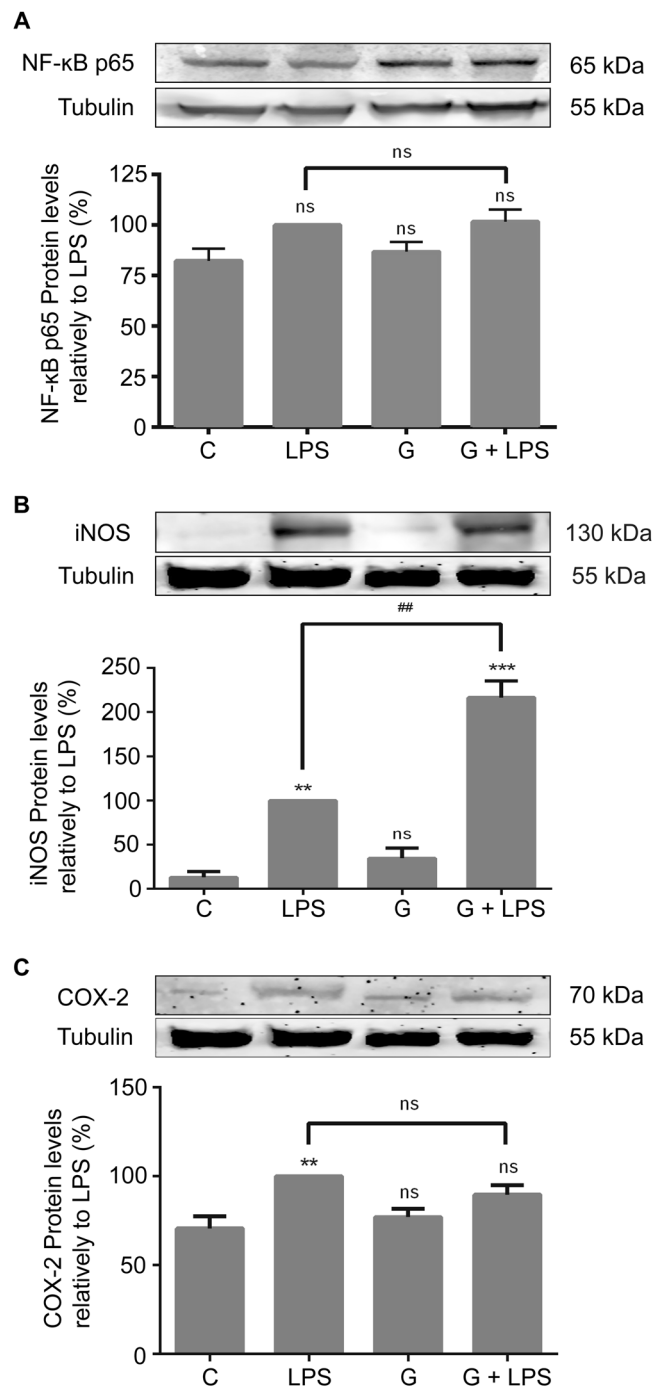 A
NF-κB p65
65 kDa
Tubulin
55 kDa
NF-κB p65 Protein levels
relatively to LPS (%)
125
100
75
50
25
0
ns
ns
ns
ns
C
LPS
G
G + LPS
B
iNOS
130 kDa
Tubulin
55 kDa
##
iNOS Protein levels
relatively to LPS (%)
250
200
150
100
50
0
**
ns
***
C
LPS
G
G + LPS
C
COX-2
70 kDa
Tubulin
55 kDa
COX-2 Protein levels
relatively to LPS (%)
150
100
50
0
ns
**
ns
ns
C
LPS
G
G + LPS